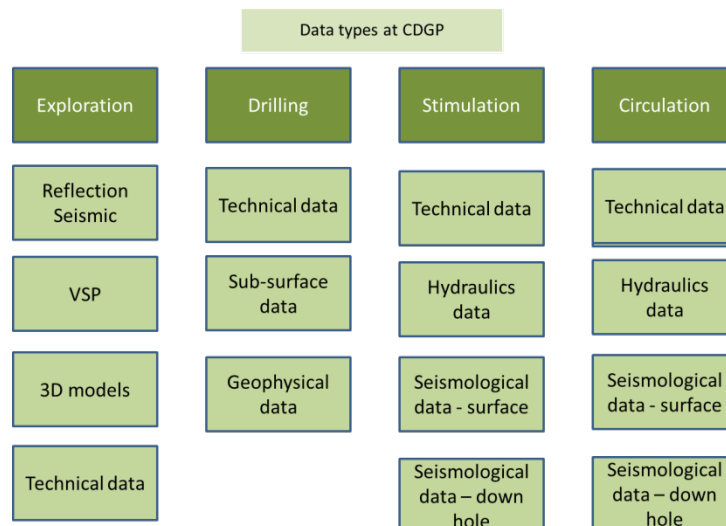 Data types at CDGP
Exploration
Drilling
Stimulation
Circulation
Reflection
Seismic
Technical data
Technical data
Technical data
VSP
Sub-surface
data
Hydraulics
data
Hydraulics
data
3D models
Geophysical
data
Seismological
data - surface
Seismological
data - surface
Technical data
Seismological
data – down
hole
Seismological
data – down
hole